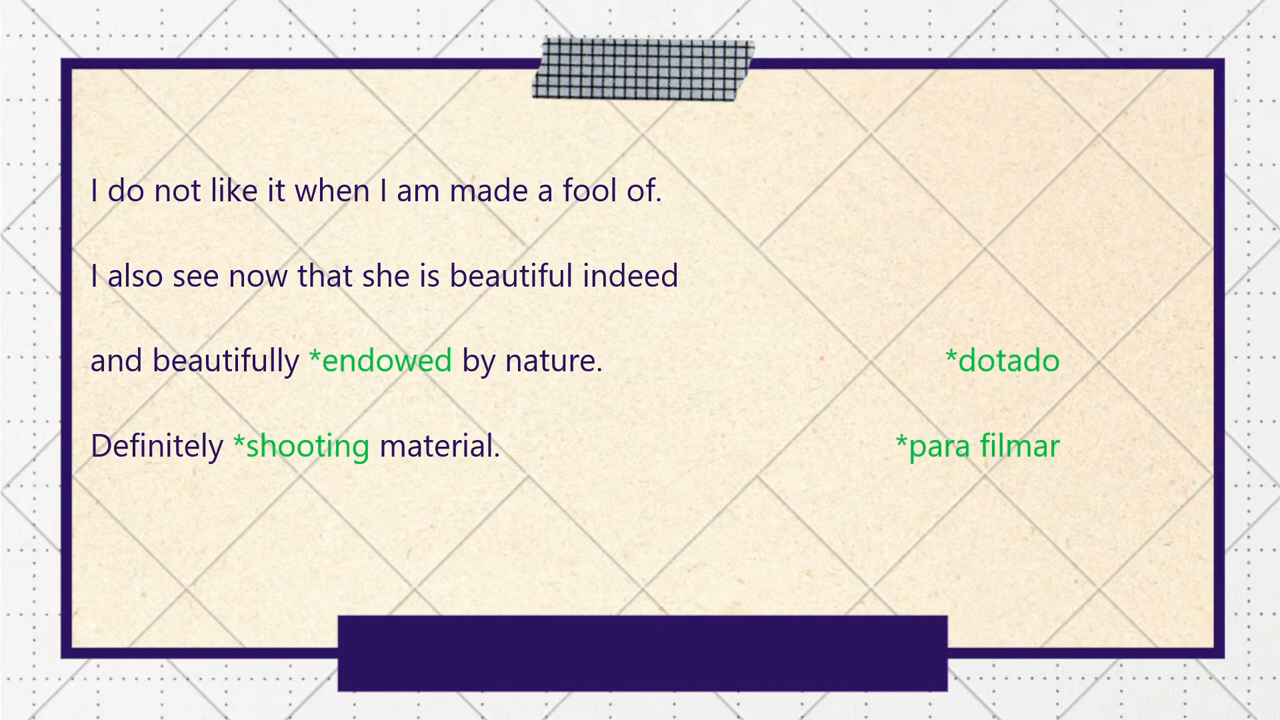 I do not like it when I am made a fool of.
I also see now that she is beautiful indeed
and beautifully *endowed by nature. *dotado
Definitely *shooting material. *para filmar